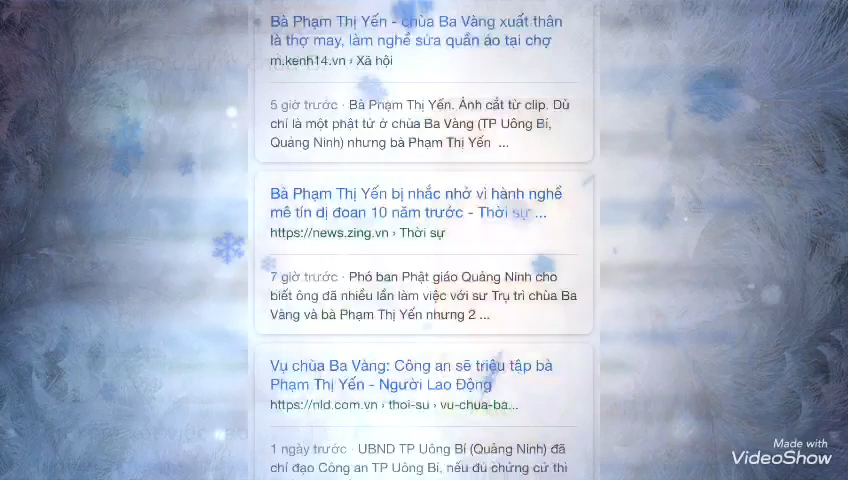 Bà Phạm Thị Yến - chùa Ba Vàng xuất thân
là thợ may, làm nghề sửa quần áo tại chợ
m.kenh14.vn › Xã hội
5 giờ trước · Bà Phạm Thị Yến. Ảnh cắt từ clip. Dù
chỉ là một phật tử ở chùa Ba Vàng (TP Uông Bí,
Quảng Ninh) nhưng bà Phạm Thị Yến ...
Bà Phạm Thị Yến bị nhắc nhở vì hành nghề
mê tín dị đoan 10 năm trước - Thời sự ...
https://news.zing.vn › Thời sự
7 giờ trước · Phó ban Phật giáo Quảng Ninh cho
biết ông đã nhiều lần làm việc với sư Trụ trì chùa Ba
Vàng và bà Phạm Thị Yến nhưng 2 ...
Vụ chùa Ba Vàng: Công an sẽ triệu tập bà
Phạm Thị Yến - Người Lao Động
https://nld.com.vn › thoi-su › vu-chua-ba...
1 ngày trước · UBND TP Uông Bí (Quảng Ninh) đã
chỉ đạo Công an TP Uông Bí, nếu đủ chứng cứ thì
Made with
VideoShow